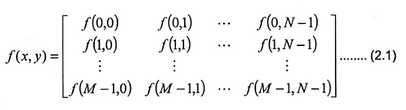 f(x,y) = [ f(0,0) f(0,1) ⋯ f(0,N−1)
f(1,0) f(1,1) ⋯ f(1,N−1)
⋮ ⋮ ⋮
f(M−1,0) f(M−1,1) ⋯ f(M−1,N−1) ] ........ (2.1)